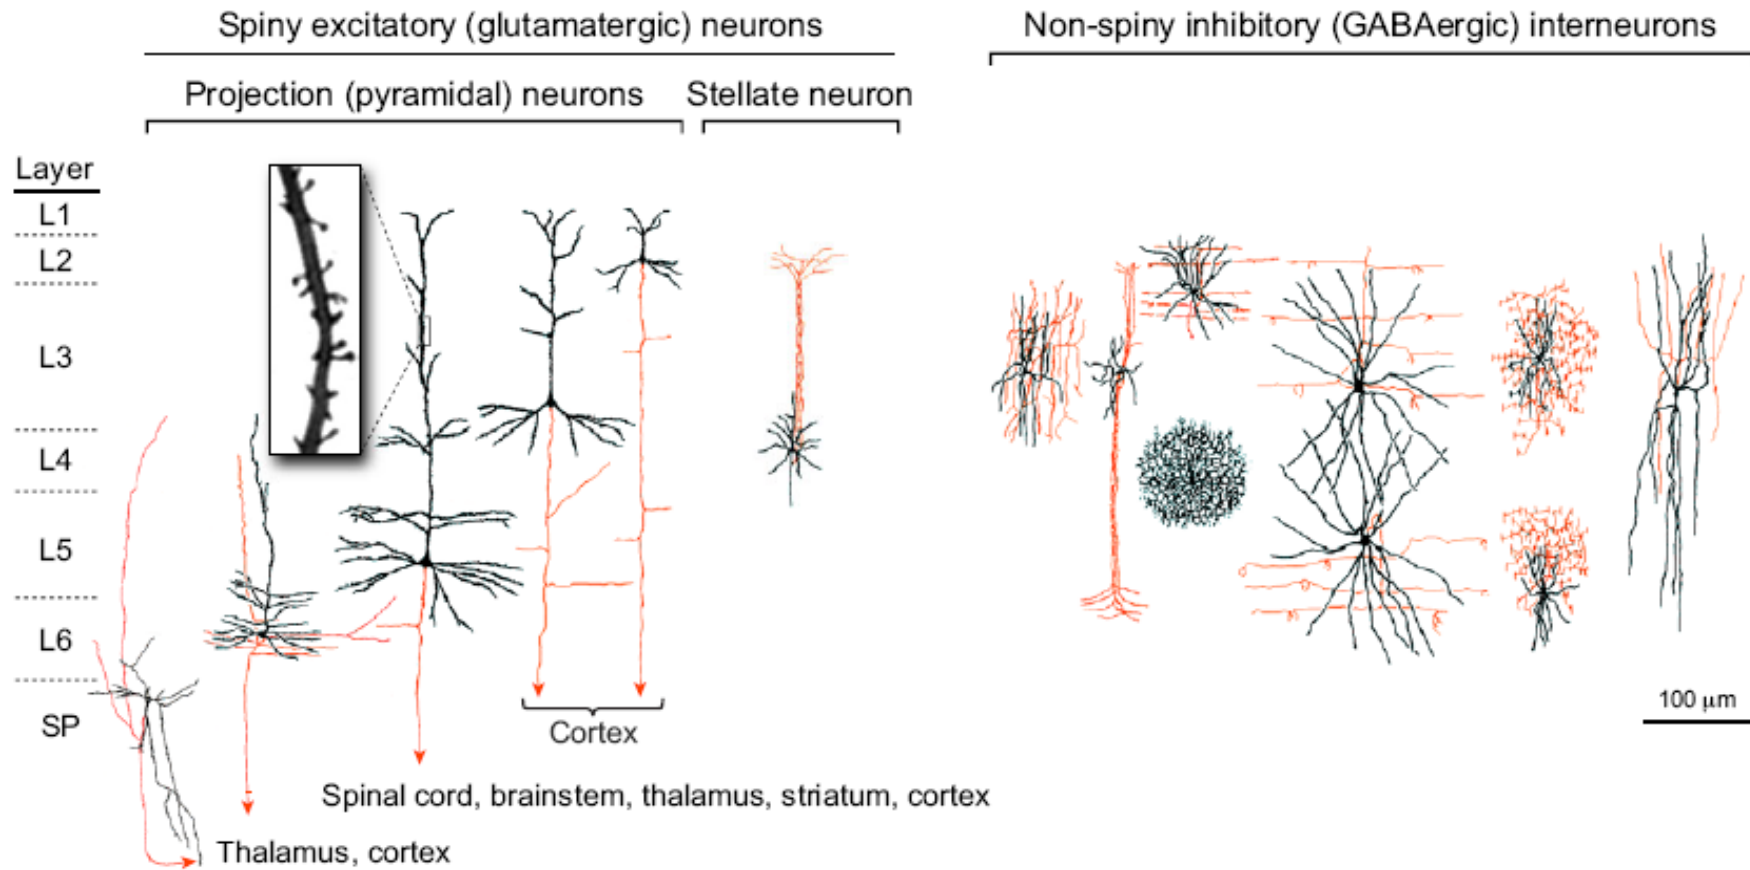 Spiny excitatory (glutamatergic) neurons
Non-spiny inhibitory (GABAergic) interneurons
Projection (pyramidal) neurons
Stellate neuron
Layer
L1
L2
L3
L4
L5
L6
SP
100 μm
Cortex
Spinal cord, brainstem, thalamus, striatum, cortex
Thalamus, cortex